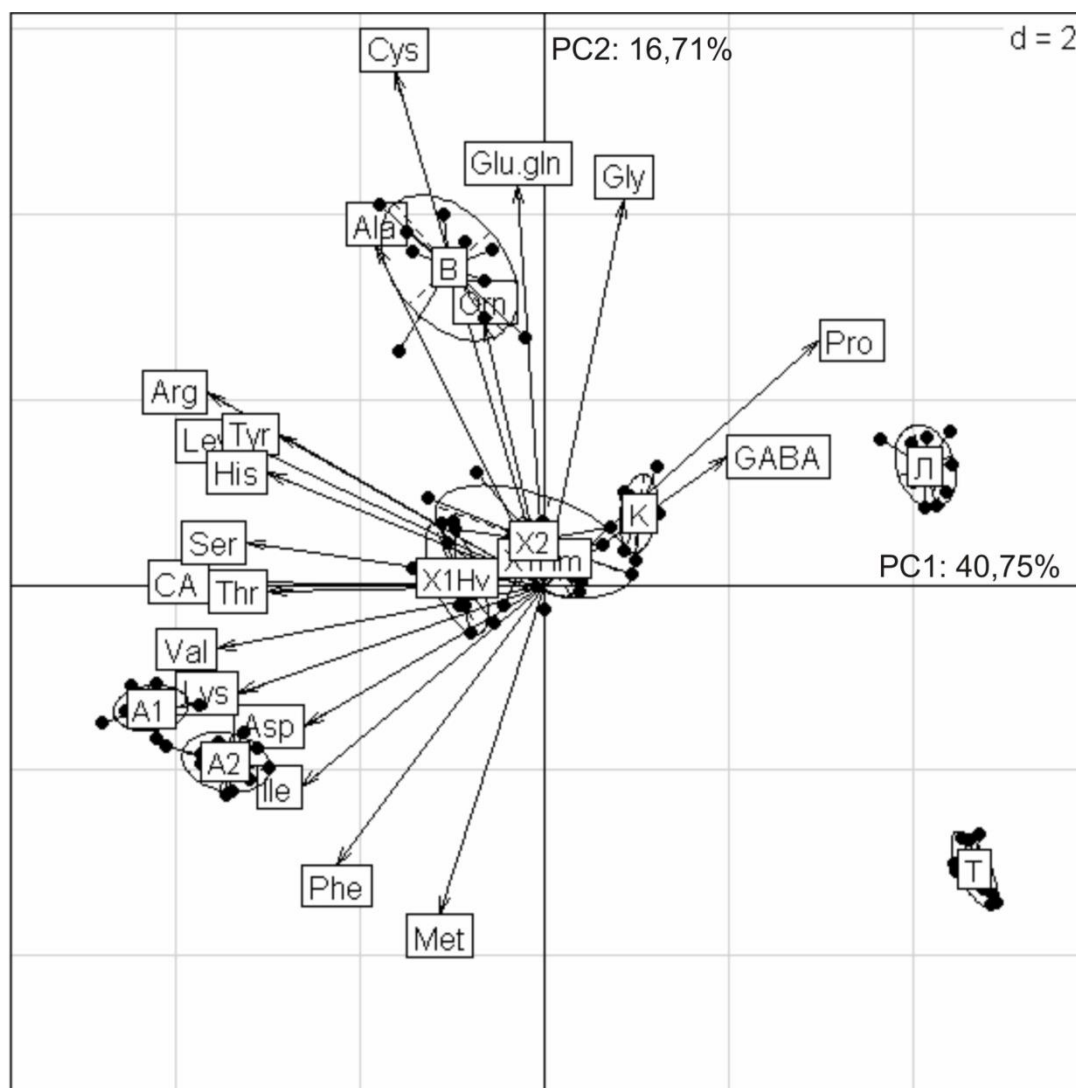 Cys
PC2: 16,71%
d = 2
Glu.gln
Gly
Ala
B
Orn
Pro
Arg
Tyr
His
GABA
Л
K
Ser
X2
X1Hv
PC1: 40,75%
CA
Thr
Val
Lys
A1
Asp
A2
Ile
Phe
T
Met